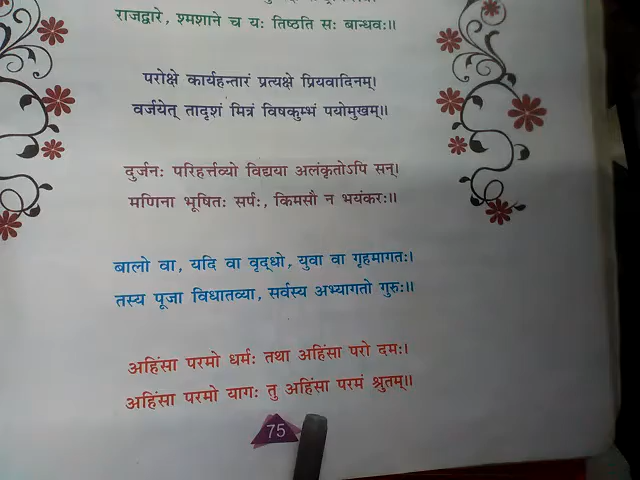 राजद्वारे, श्मशाने च यः तिष्ठति सः बान्धवः॥
परोक्षे कार्यहन्तारं प्रत्यक्षे प्रियवादिनम्।
वर्जयेत् तादृशं मित्रं विषकुम्भं पयोमुखम्॥
दुर्जनः परिहर्त्तव्यो विद्यया अलंकृतोऽपि सन्।
मणिना भूषितः सर्पः, किमसौ न भयंकरः॥
बालो वा, यदि वा वृद्धो, युवा वा गृहमागतः।
तस्य पूजा विधातव्या, सर्वस्य अभ्यागतो गुरुः॥
अहिंसा परमो धर्मः तथा अहिंसा परो दमः।
अहिंसा परमो यागः तु अहिंसा परमं श्रुतम्॥
75